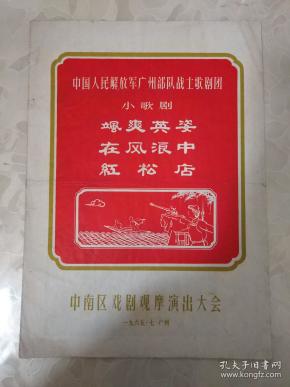 中国人民解放军广州部队战士歌剧团
小歌剧
飒爽英姿
在风浪中
紅松店
中南区戏剧观摩演出大会
一九六五·七·广州
孔夫子旧书网